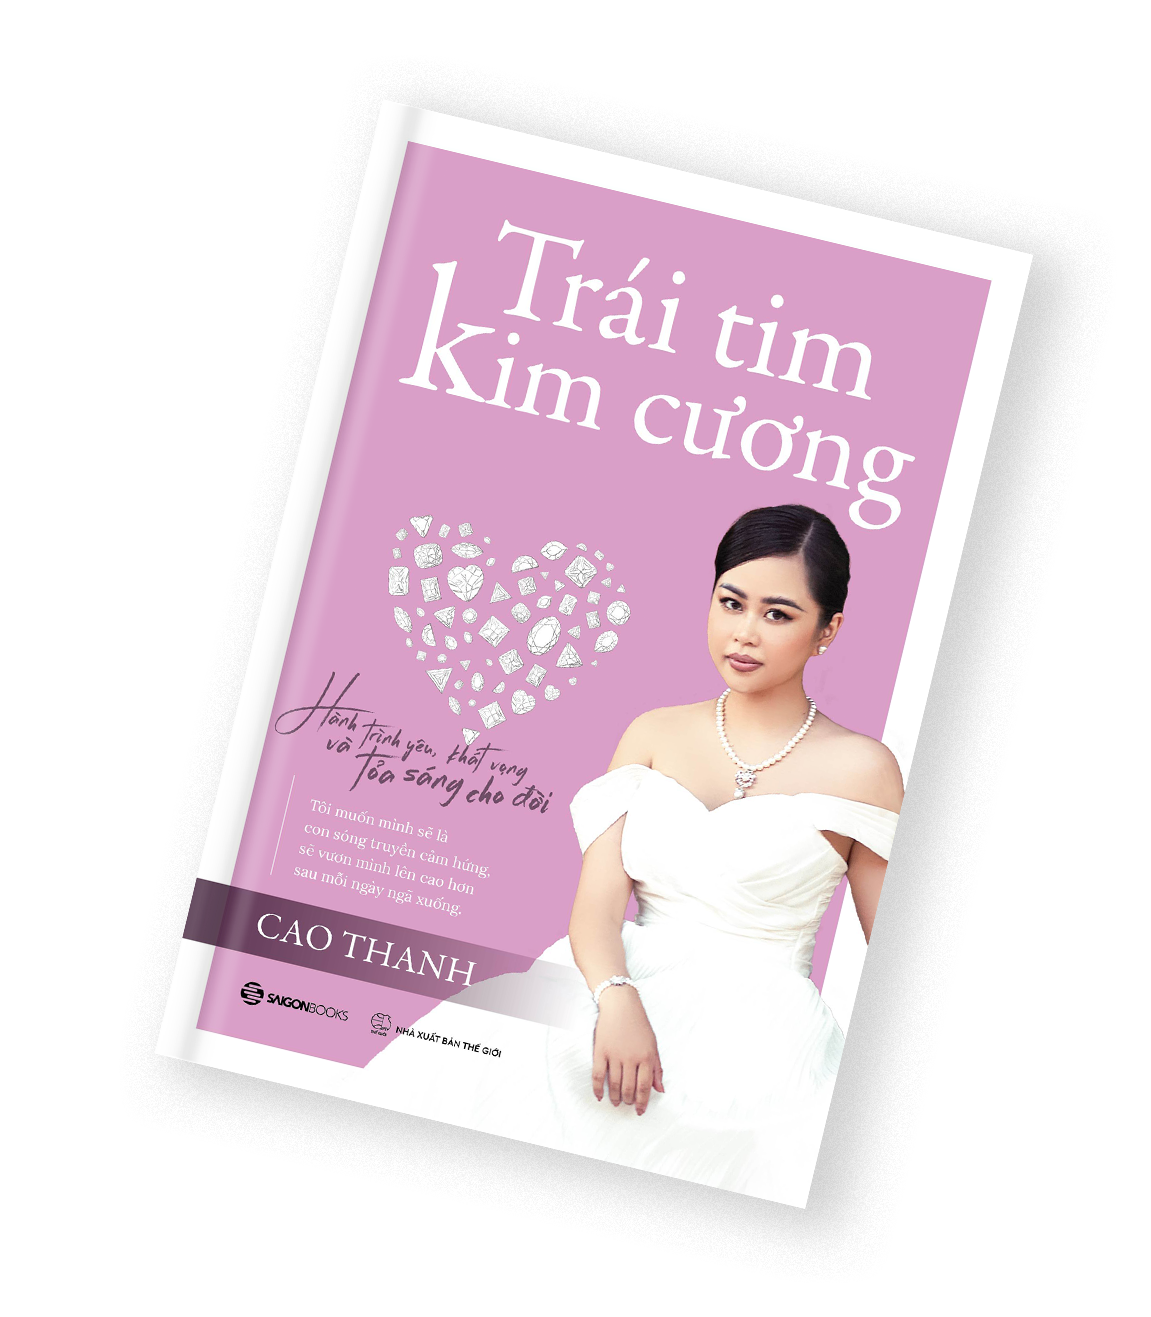 Trái tim
kim cương
Hành trình yêu, khát vọng
và tỏa sáng cho đời
Tôi muốn mình sẽ là
con sóng truyền cảm hứng,
sẽ vươn mình lên cao hơn
sau mỗi ngày ngã xuống.
CAO THANH
SAIGONBOOKS
NHÀ XUẤT BẢN THẾ GIỚI